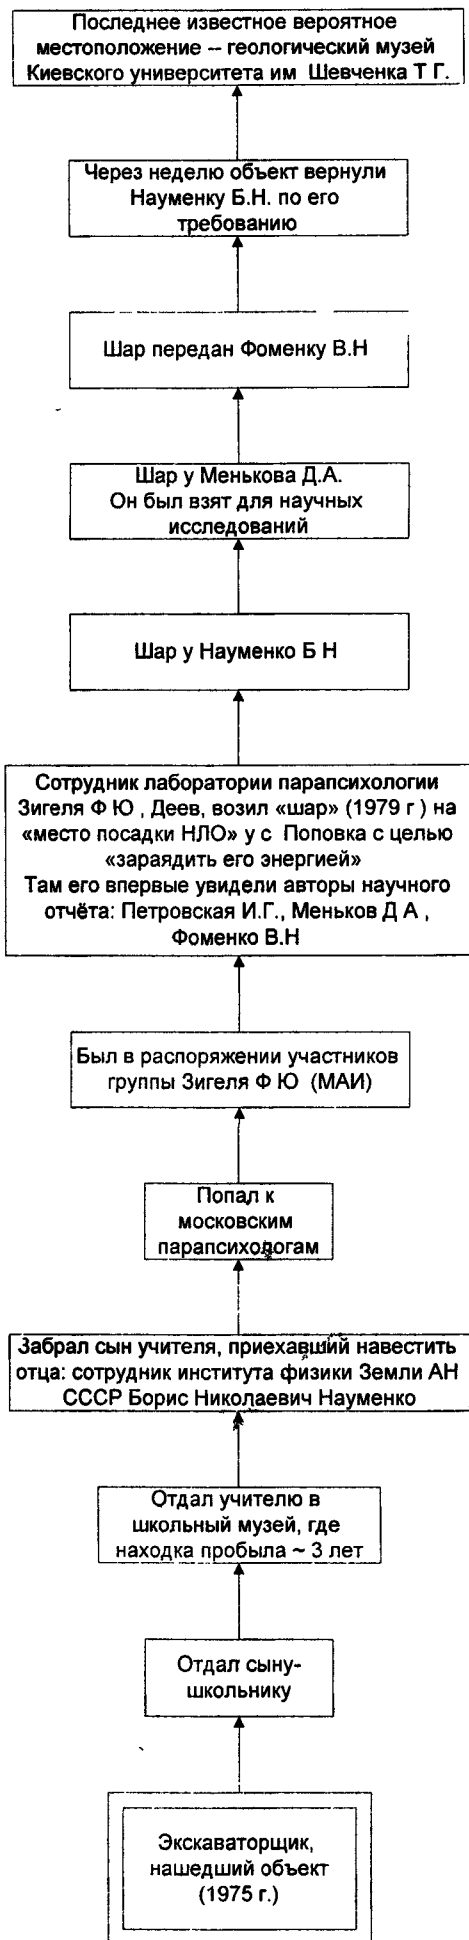 Последнее известное вероятное
местоположение – геологический музей
Киевского университета им Шевченка Т Г.
Через неделю объект вернули
Науменку Б.Н. по его
требованию
Шар передан Фоменку В.Н
Шар у Менькова Д.А.
Он был взят для научных
исследований
Шар у Науменко Б Н
Сотрудник лаборатории парапсихологии
Зигеля Ф Ю , Деев, возил «шар» (1979 г ) на
«место посадки НЛО» у с Поповка с целью
«зараядить его энергией»
Там его впервые увидели авторы научного
отчёта: Петровская И.Г., Меньков Д А ,
Фоменко В.Н
Был в распоряжении участников
группы Зигеля Ф Ю (МАИ)
Попал к
московским
парапсихологам
Забрал сын учителя, приехавший навестить
отца: сотрудник института физики Земли АН
СССР Борис Николаевич Науменко
Отдал учителю в
школьный музей, где
находка пробыла ~ 3 лет
Отдал сыну-
школьнику
Экскаваторщик,
нашедший объект
(1975 г.)